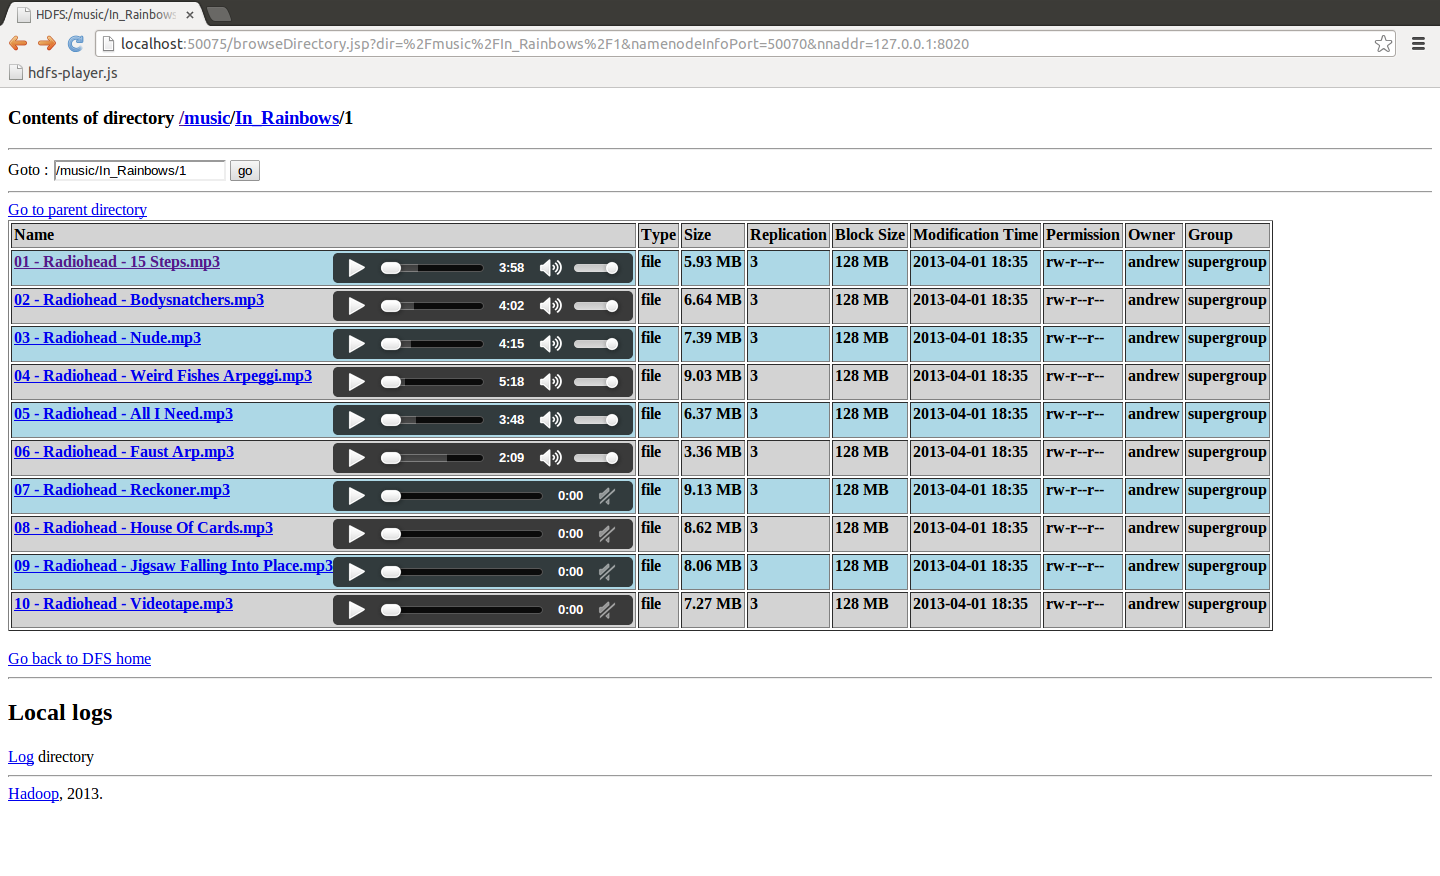 HDFS:/music/In_Rainbows
localhost:50075/browseDirectory.jsp?dir=%2Fmusic%2FIn_Rainbows%2F1&namenodeInfoPort=50070&nnaddr=127.0.0.1:8020
hdfs-player.js
Contents of directory /music/In_Rainbows/1
Goto : /music/In_Rainbows/1 go
Go to parent directory
Name Type Size Replication Block Size Modification Time Permission Owner Group
01 - Radiohead - 15 Steps.mp3 3:58 file 5.93 MB 3 128 MB 2013-04-01 18:35 rw-r--r-- andrew supergroup
02 - Radiohead - Bodysnatchers.mp3 4:02 file 6.64 MB 3 128 MB 2013-04-01 18:35 rw-r--r-- andrew supergroup
03 - Radiohead - Nude.mp3 4:15 file 7.39 MB 3 128 MB 2013-04-01 18:35 rw-r--r-- andrew supergroup
04 - Radiohead - Weird Fishes Arpeggi.mp3 5:18 file 9.03 MB 3 128 MB 2013-04-01 18:35 rw-r--r-- andrew supergroup
05 - Radiohead - All I Need.mp3 3:48 file 6.37 MB 3 128 MB 2013-04-01 18:35 rw-r--r-- andrew supergroup
06 - Radiohead - Faust Arp.mp3 2:09 file 3.36 MB 3 128 MB 2013-04-01 18:35 rw-r--r-- andrew supergroup
07 - Radiohead - Reckoner.mp3 0:00 file 9.13 MB 3 128 MB 2013-04-01 18:35 rw-r--r-- andrew supergroup
08 - Radiohead - House Of Cards.mp3 0:00 file 8.62 MB 3 128 MB 2013-04-01 18:35 rw-r--r-- andrew supergroup
09 - Radiohead - Jigsaw Falling Into Place.mp3 0:00 file 8.06 MB 3 128 MB 2013-04-01 18:35 rw-r--r-- andrew supergroup
10 - Radiohead - Videotape.mp3 0:00 file 7.27 MB 3 128 MB 2013-04-01 18:35 rw-r--r-- andrew supergroup
Go back to DFS home
Local logs
Log directory
Hadoop, 2013.